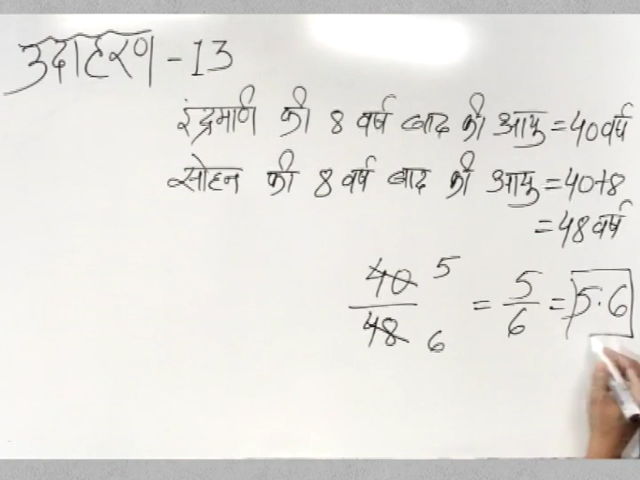 उदाहरण - 13
इंद्रमणि की 8 वर्ष बाद की आयु = 40 वर्ष
सोहन की 8 वर्ष बाद की आयु = 40+8
= 48 वर्ष
40/48 5/6 = 5/6 = 5:6